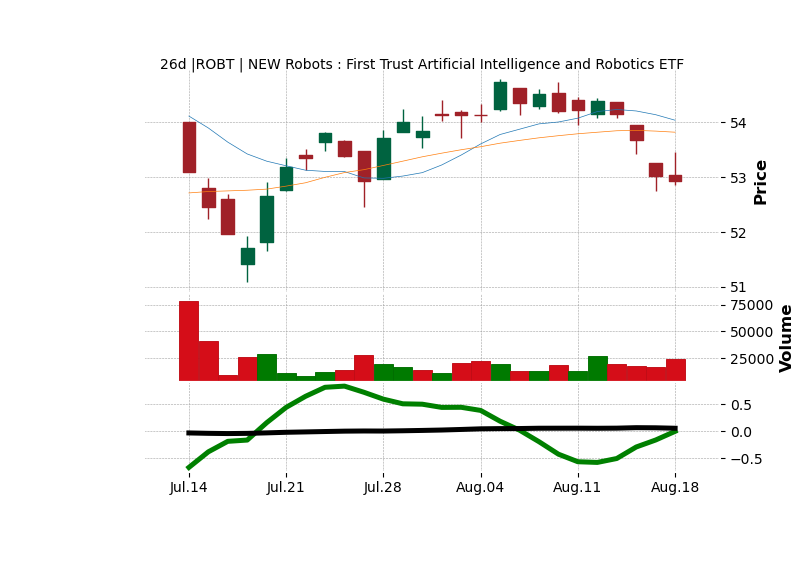 26d |ROBT | NEW Robots : First Trust Artificial Intelligence and Robotics ETF
54
53
52
51
Price
75000
50000
25000
Volume
0.5
0.0
−0.5
Jul.14 Jul.21 Jul.28 Aug.04 Aug.11 Aug.18